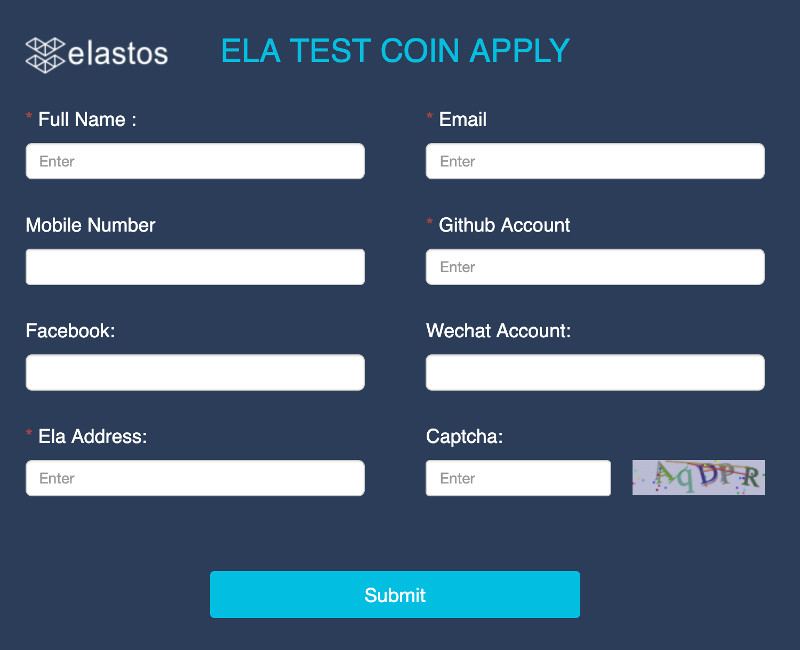 elastos
ELA TEST COIN APPLY
* Full Name :
* Email
Enter
Enter
Mobile Number
* Github Account
Enter
Facebook:
Wechat Account:
* Ela Address:
Captcha:
Enter
Enter
AqDPR
Submit